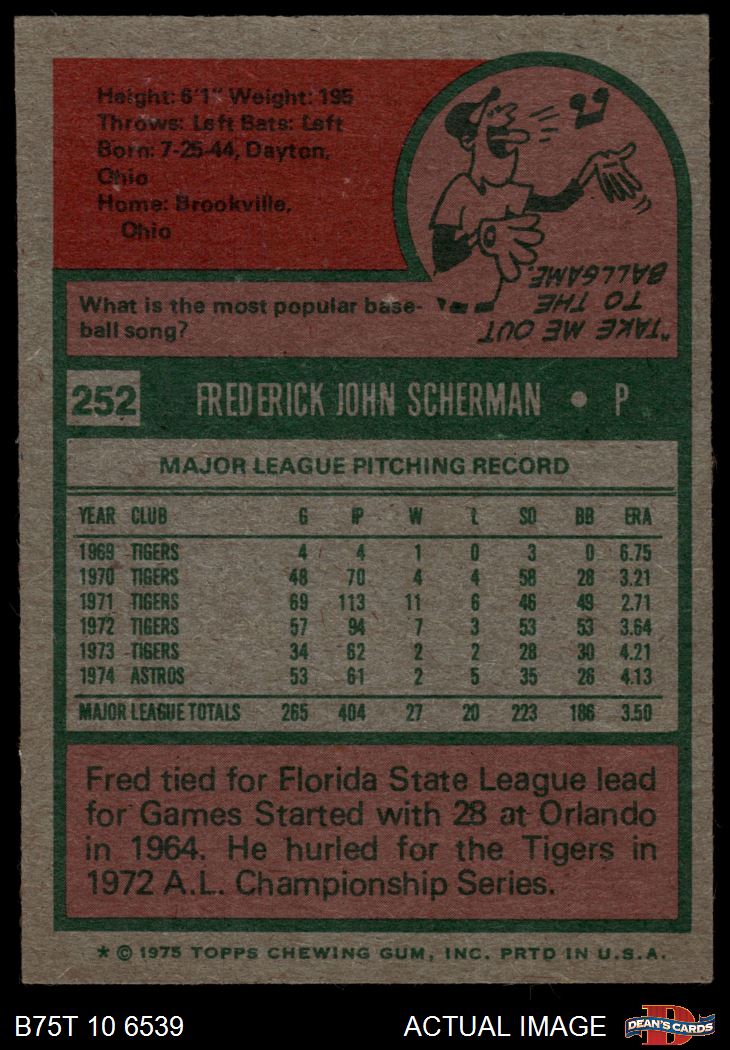 Height: 6'1" Weight: 195
Throws: Left Bats: Left
Born: 7-25-44, Dayton,
Ohio
Home: Brookville,
Ohio
What is the most popular base-
ball song?
"TAKE ME OUT
TO THE
BALLGAME.
252 FREDERICK JOHN SCHERMAN • P
MAJOR LEAGUE PITCHING RECORD
YEAR CLUB G IP W L SO BB ERA
1969 TIGERS 4 4 1 0 3 0 6.75
1970 TIGERS 48 70 4 4 58 28 3.21
1971 TIGERS 69 113 11 6 46 49 2.71
1972 TIGERS 57 94 7 3 53 53 3.64
1973 TIGERS 34 62 2 2 28 30 4.21
1974 ASTROS 53 61 2 5 35 26 4.13
MAJOR LEAGUE TOTALS 265 404 27 20 223 186 3.50
Fred tied for Florida State League lead
for Games Started with 28 at Orlando
in 1964. He hurled for the Tigers in
1972 A.L. Championship Series.
* © 1975 TOPPS CHEWING GUM, INC. PRTD IN U.S.A.
B75T 10 6539 ACTUAL IMAGE D DEAN'S CARDS